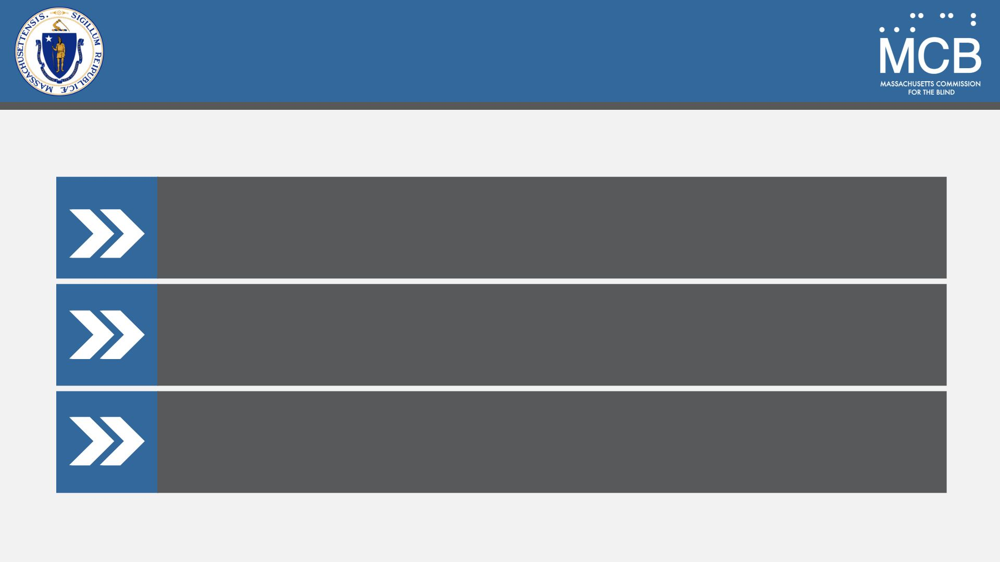 SIGILLUM REIPUBLICÆ MASSACHUSETTENSIS.
MCB
MASSACHUSETTS COMMISSION
FOR THE BLIND